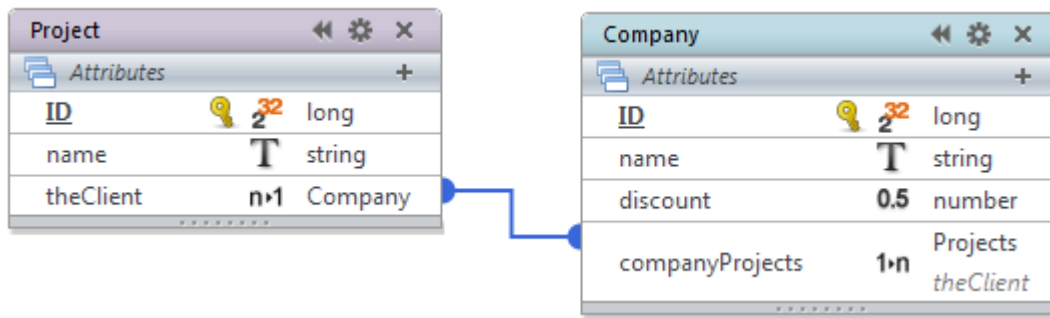 Project
Attributes
ID 2^32 long
name T string
theClient n▸1 Company
Company
Attributes
ID 2^32 long
name T string
discount 0.5 number
companyProjects 1▸n Projects
theClient